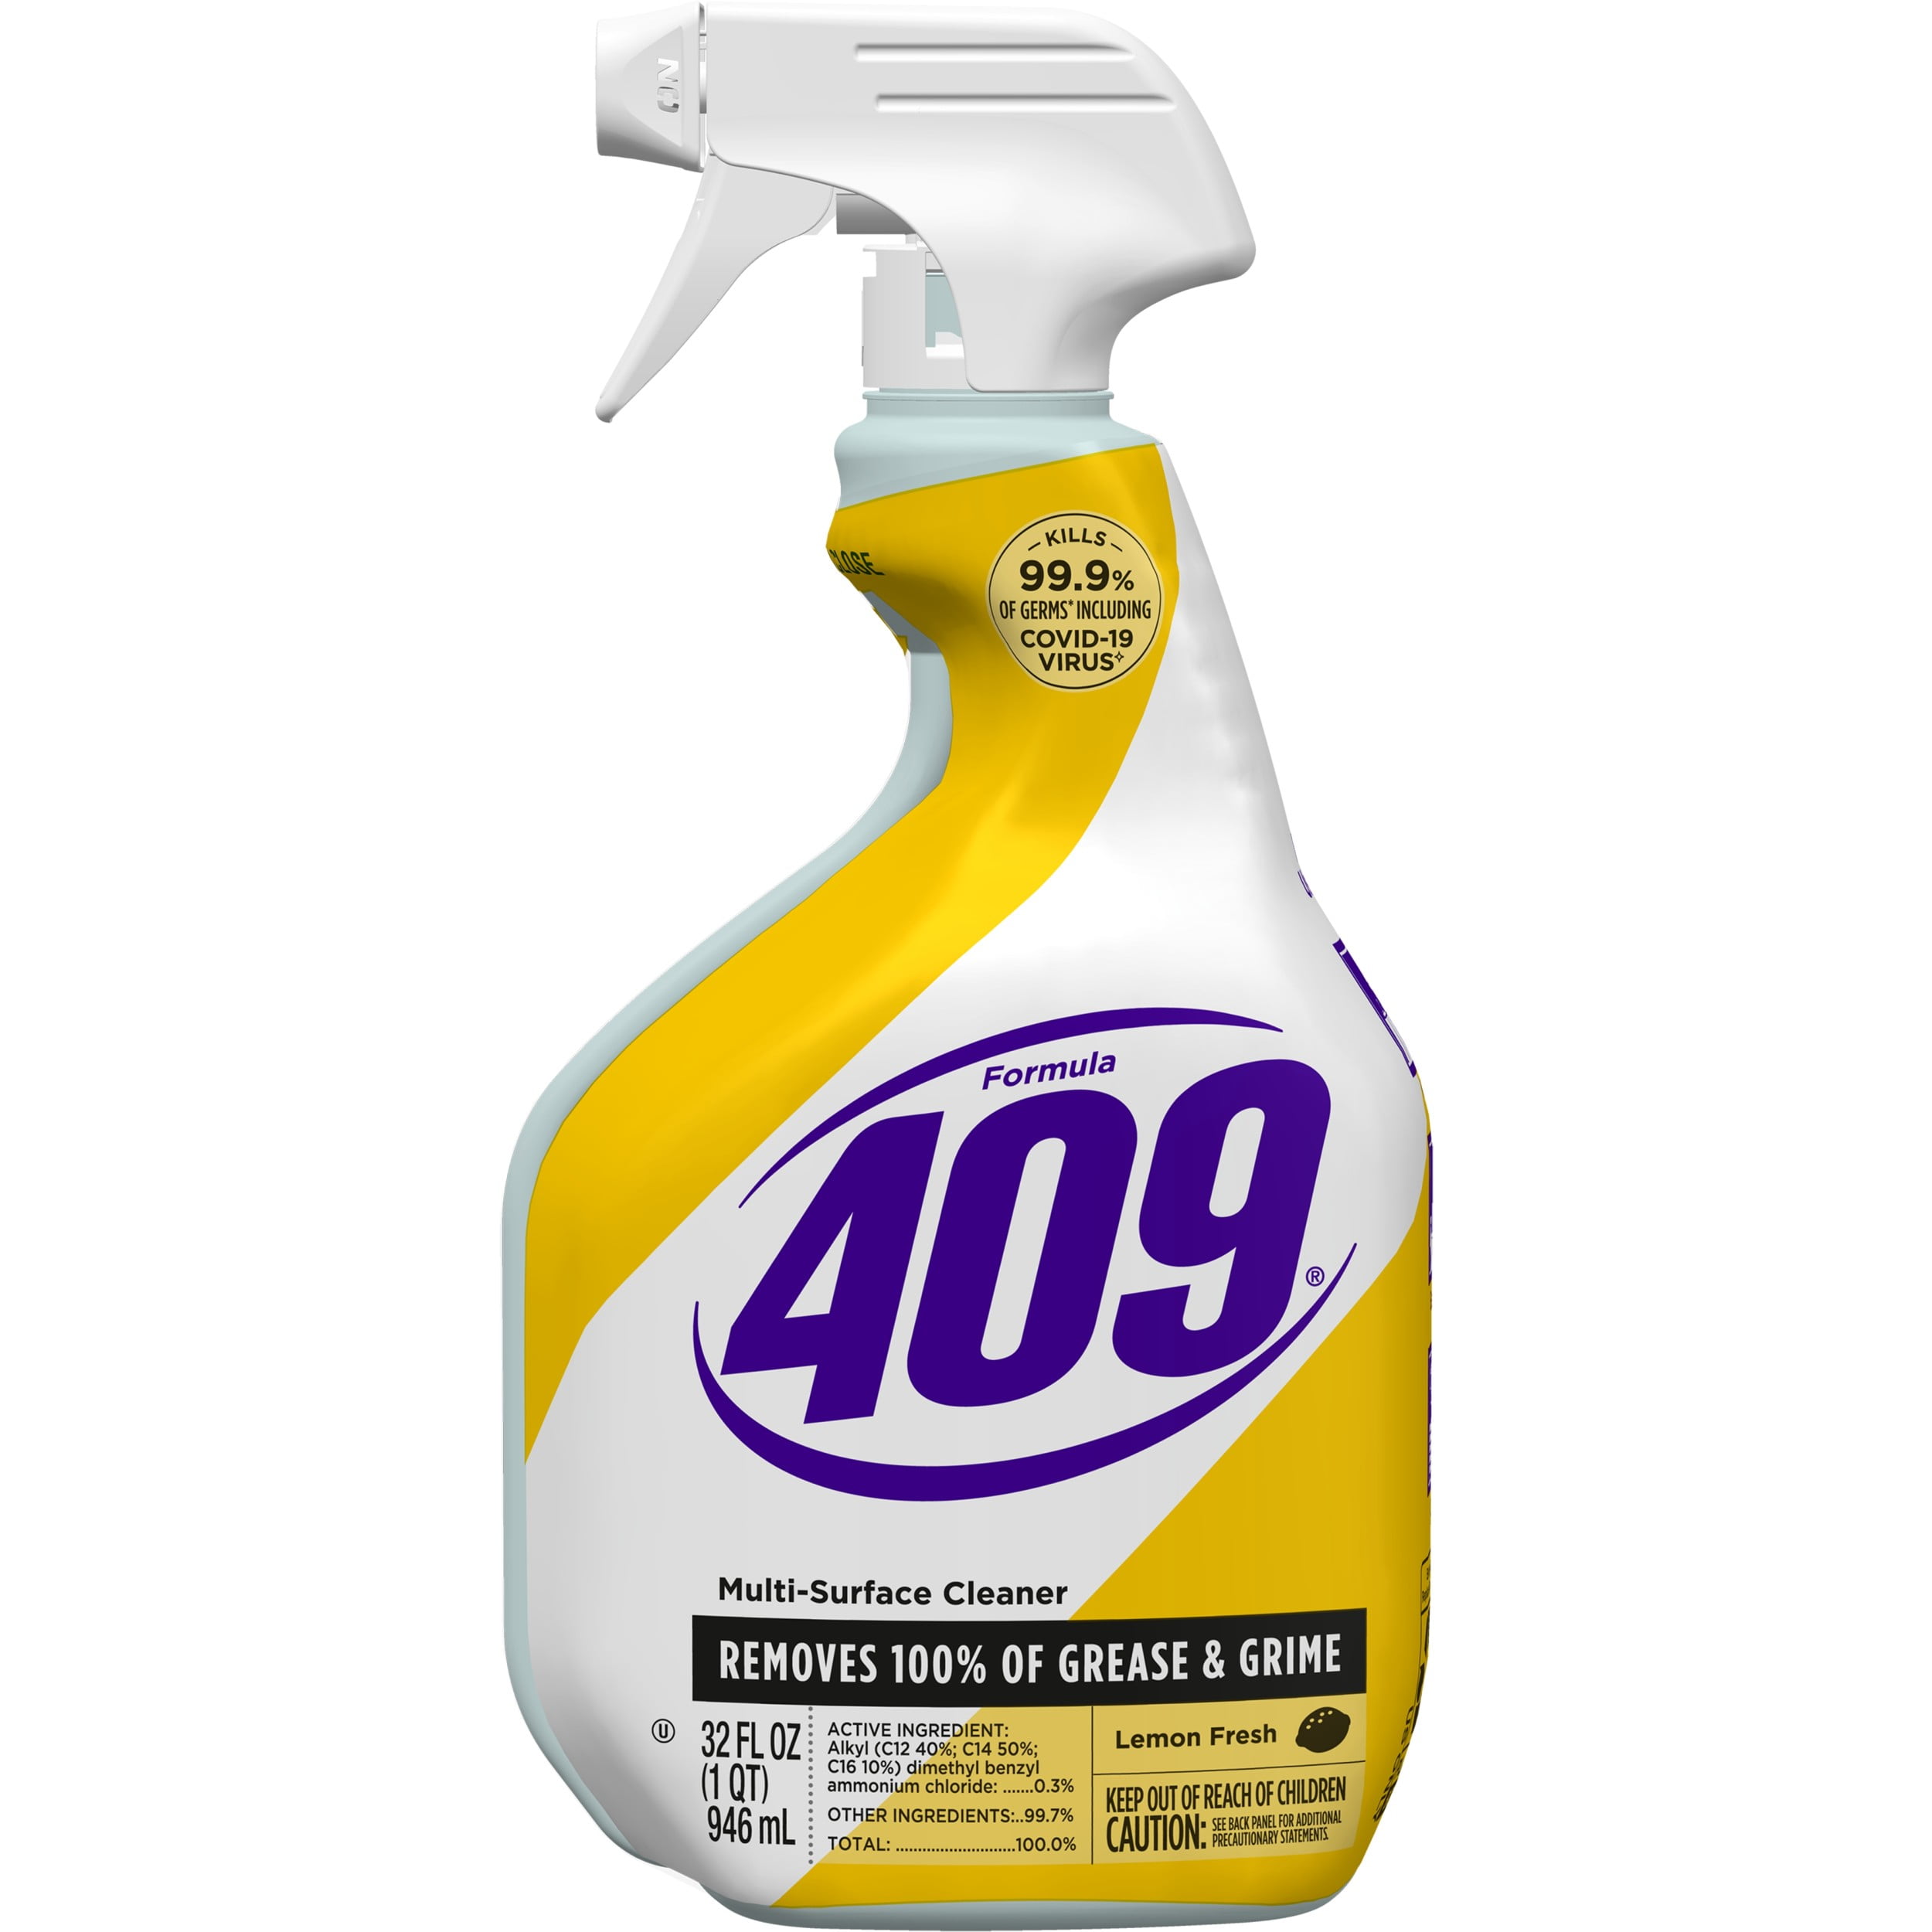 ON
CLOSE
KILLS
99.9%
OF GERMS* INCLUDING
COVID-19
VIRUS✧
Formula
409®
Multi-Surface Cleaner
REMOVES 100% OF GREASE & GRIME
Ⓤ
32 FL OZ
(1 QT)
946 mL
ACTIVE INGREDIENT:
Alkyl (C12 40%; C14 50%;
C16 10%) dimethyl benzyl
ammonium chloride: .......0.3%
OTHER INGREDIENTS:..99.7%
TOTAL: ...........................100.0%
Lemon Fresh
KEEP OUT OF REACH OF CHILDREN
CAUTION: SEE BACK PANEL FOR ADDITIONAL
PRECAUTIONARY STATEMENTS.